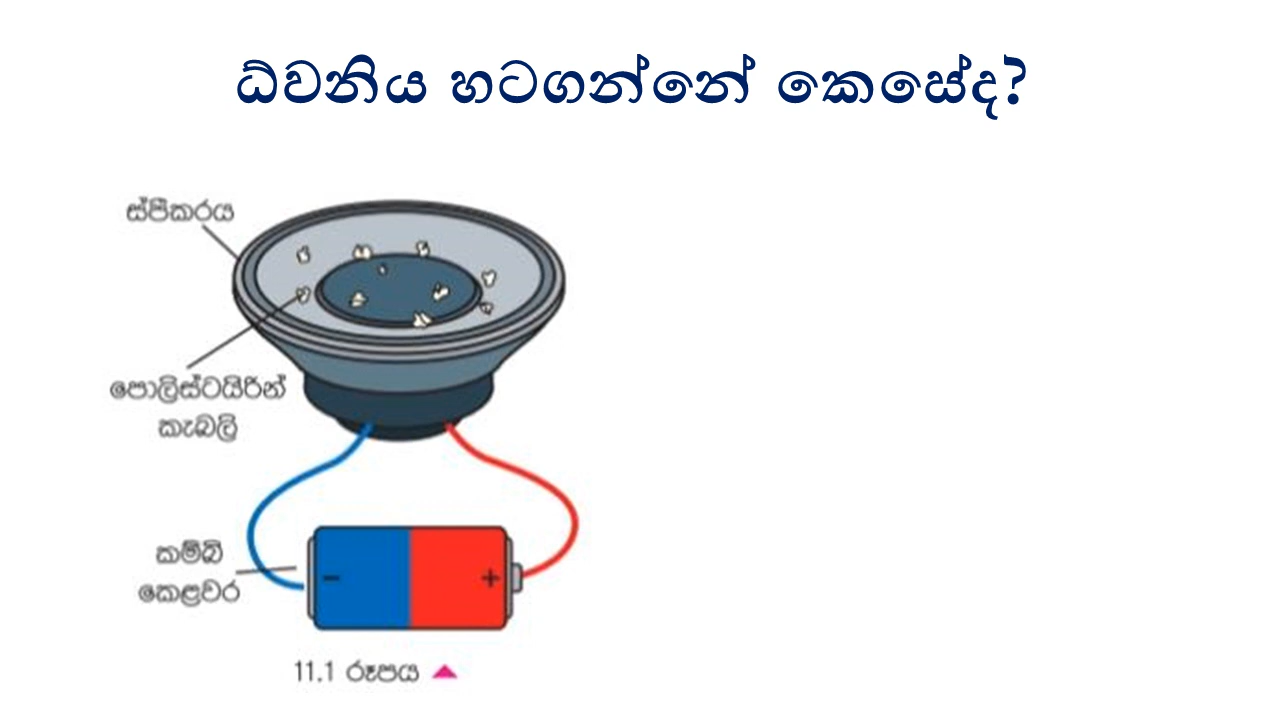 ධ්වනිය හටගන්නේ කෙසේද?
ස්පීකරය
පොලිස්ටයිරින්
කැබලි
කම්බි
කෙළවර
−
+
11.1 රූපය